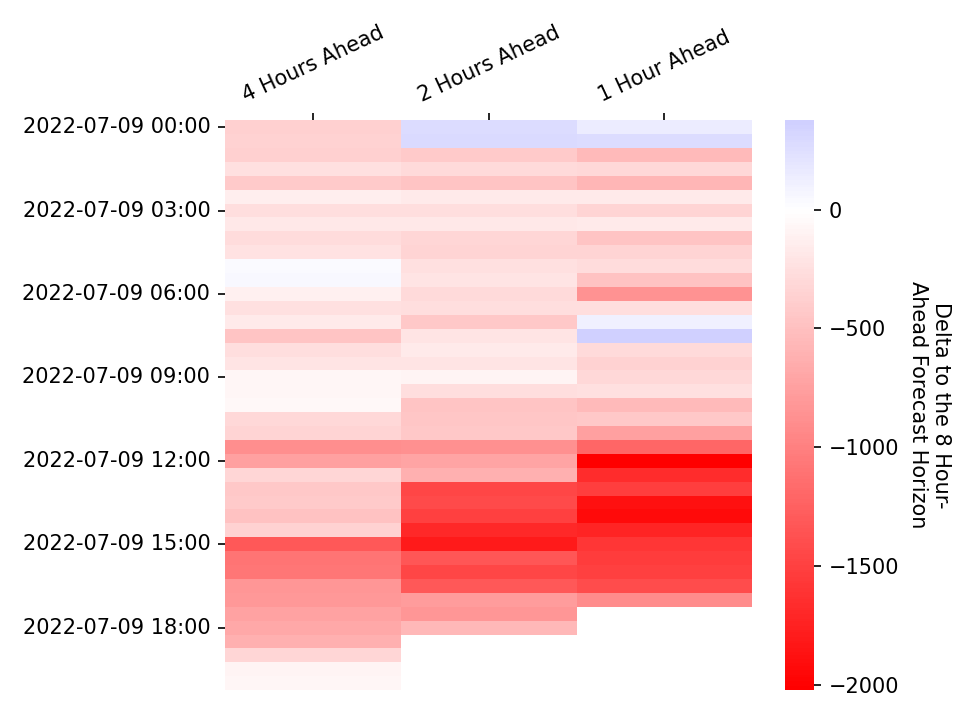 4 Hours Ahead
2 Hours Ahead
1 Hour Ahead
2022-07-09 00:00
2022-07-09 03:00
2022-07-09 06:00
2022-07-09 09:00
2022-07-09 12:00
2022-07-09 15:00
2022-07-09 18:00
0
−500
−1000
−1500
−2000
Delta to the 8 Hour-
Ahead Forecast Horizon